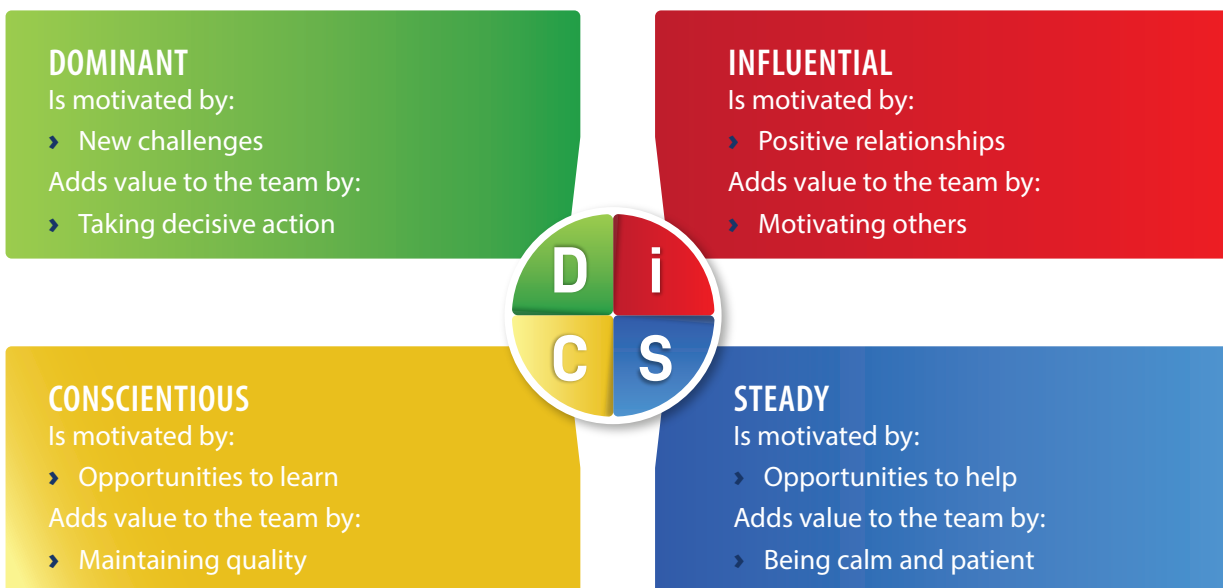 DOMINANT
Is motivated by:
› New challenges
Adds value to the team by:
› Taking decisive action
INFLUENTIAL
Is motivated by:
› Positive relationships
Adds value to the team by:
› Motivating others
D i
C S
CONSCIENTIOUS
Is motivated by:
› Opportunities to learn
Adds value to the team by:
› Maintaining quality
STEADY
Is motivated by:
› Opportunities to help
Adds value to the team by:
› Being calm and patient